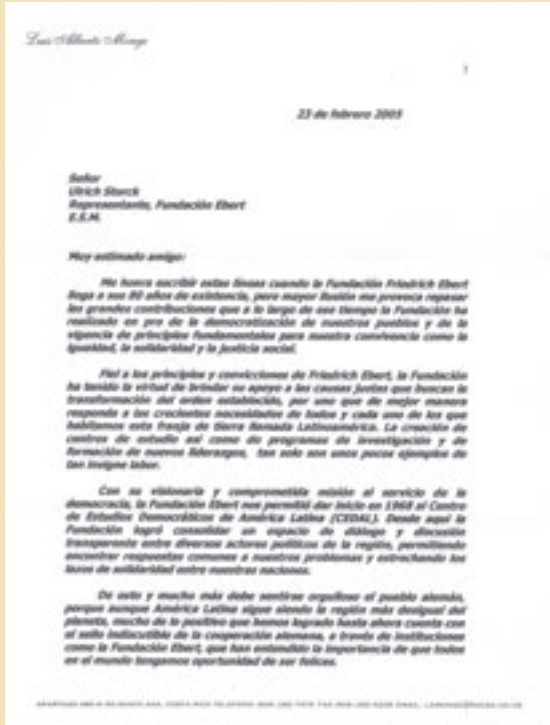 Luis Alberto Monge
23 de febrero 2005
Señor
Ulrich Storck
Representante, Fundación Ebert
E.S.M.
Muy estimado amigo:
Me honra escribir estas líneas cuando la Fundación Friedrich Ebert
llega a sus 80 años de existencia, pero mayor ilusión me provoca repasar
las grandes contribuciones que a lo largo de ese tiempo la Fundación ha
realizado en pro de la democratización de nuestros pueblos y de la
vigencia de principios fundamentales para nuestra convivencia como la
igualdad, la solidaridad y la justicia social.
Fiel a los principios y convicciones de Friedrich Ebert, la Fundación
ha tenido la virtud de brindar su apoyo a las causas justas que buscan la
transformación del orden establecido, por uno que de mejor manera
responda a las crecientes necesidades de todos y cada uno de los que
habitamos esta franja de tierra llamada Latinoamérica. La creación de
centros de estudio así como de programas de investigación y de
formación de nuevos liderazgos, tan solo son unos pocos ejemplos de
tan insigne labor.
Con su visionaria y comprometida misión al servicio de la
democracia, la Fundación Ebert nos permitió dar inicio en 1968 al Centro
de Estudios Democráticos de América Latina (CEDAL). Desde aquí la
Fundación logró consolidar un espacio de diálogo y discusión
transparente entre diversos actores políticos de la región, permitiendo
encontrar respuestas comunes a nuestros problemas y estrechando los
lazos de solidaridad entre nuestras naciones.
De esto y mucho más debe sentirse orgulloso el pueblo alemán,
porque aunque América Latina sigue siendo la región más desigual del
planeta, mucho de lo positivo que hemos logrado hasta ahora cuenta con
el sello indiscutible de la cooperación alemana, a través de instituciones
como la Fundación Ebert, que han entendido la importancia de que todos
en el mundo tengamos oportunidad de ser felices.